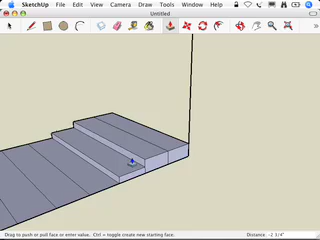 SketchUp File Edit View Camera Draw Tools Window Help
Untitled
Drag to push or pull face or enter value. Ctrl = toggle create new starting face. Distance -2 3/4"